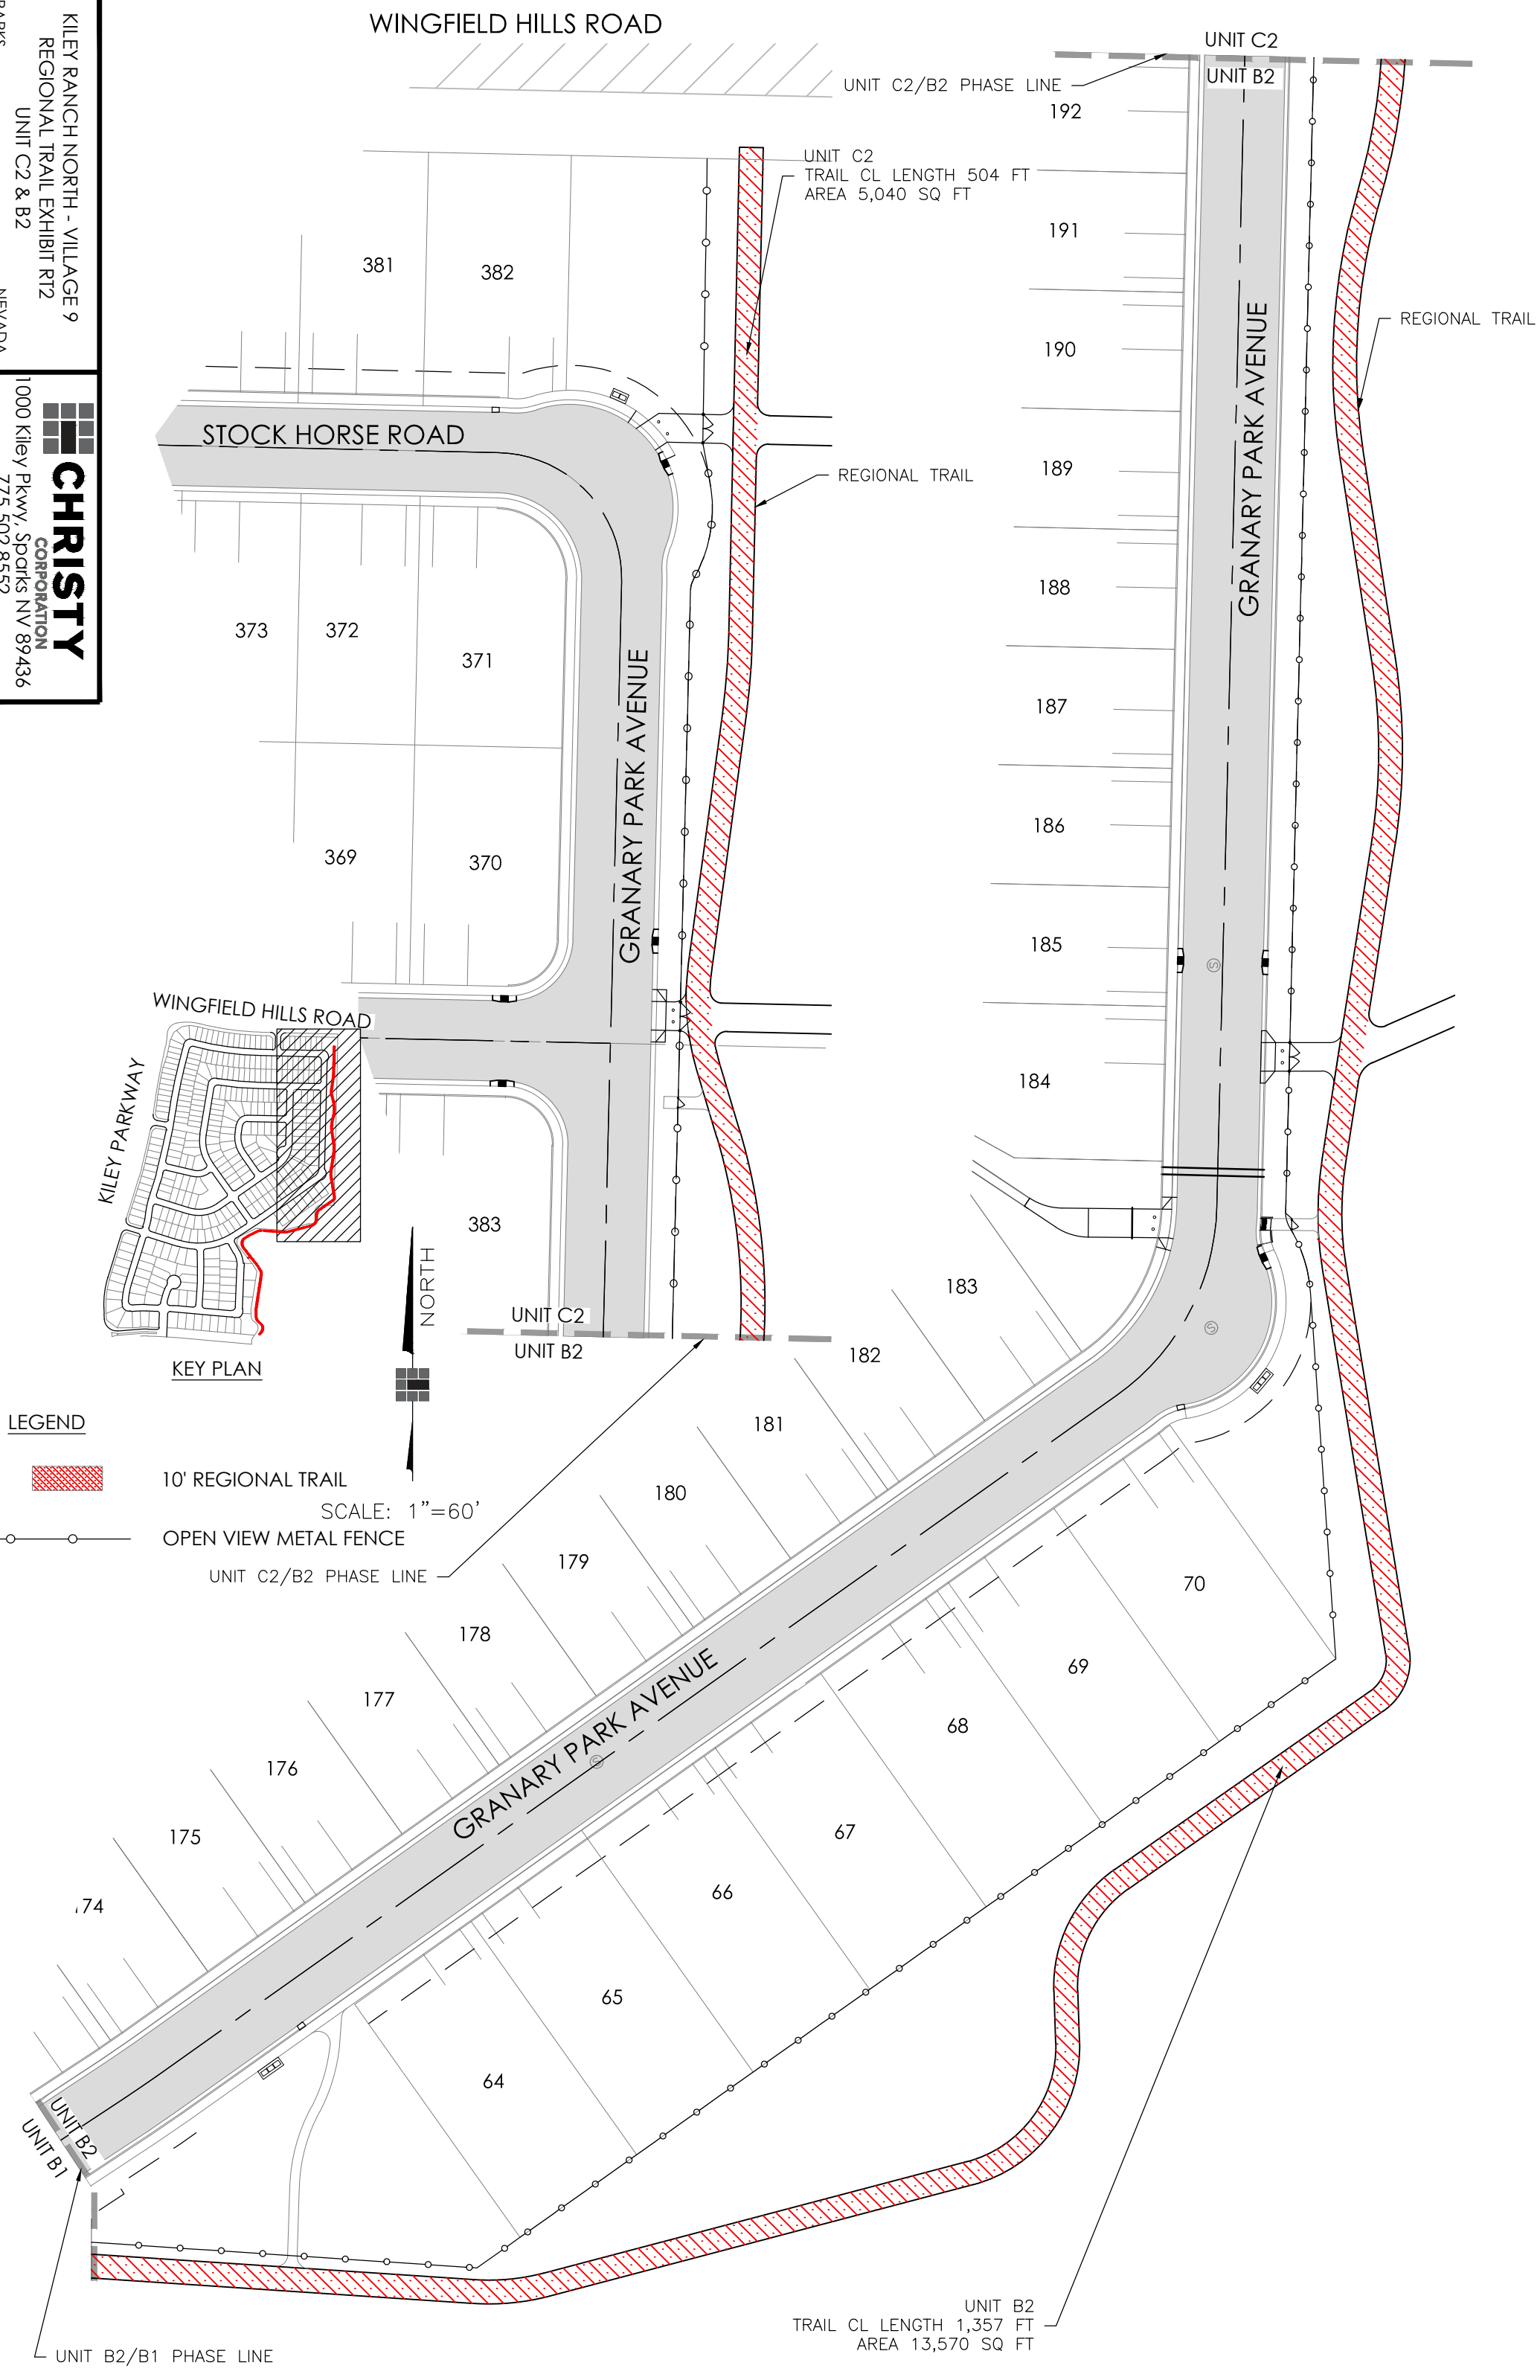 WINGFIELD HILLS ROAD
KILEY RANCH NORTH - VILLAGE 9
REGIONAL TRAIL EXHIBIT RT2
UNIT C2 & B2
NEVADA
CHRISTY
CORPORATION
1000 Kiley Pkwy, Sparks NV 89436
775.502.8552
UNIT C2
UNIT B2
UNIT C2/B2 PHASE LINE
UNIT C2
TRAIL CL LENGTH 504 FT
AREA 5,040 SQ FT
381
382
STOCK HORSE ROAD
REGIONAL TRAIL
373
372
371
GRANARY PARK AVENUE
369
370
383
UNIT C2
UNIT B2
192
191
190
189
188
187
186
185
184
GRANARY PARK AVENUE
REGIONAL TRAIL
WINGFIELD HILLS ROAD
KILEY PARKWAY
KEY PLAN
NORTH
LEGEND
10' REGIONAL TRAIL
SCALE: 1"=60'
OPEN VIEW METAL FENCE
UNIT C2/B2 PHASE LINE
183
182
181
180
179
178
177
176
175
GRANARY PARK AVENUE
S
S
S
70
69
68
67
66
65
64
UNIT B2
UNIT B1
UNIT B2/B1 PHASE LINE
UNIT B2
TRAIL CL LENGTH 1,357 FT
AREA 13,570 SQ FT